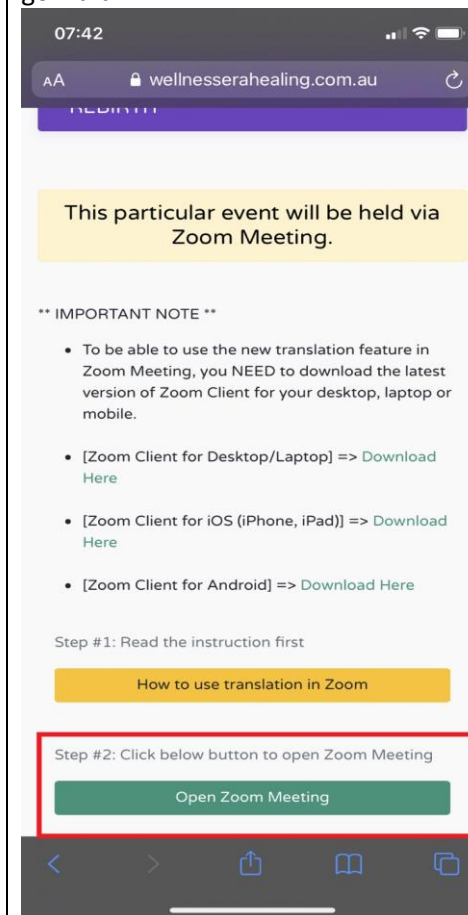 07:42
AA wellnesserahealing.com.au
REBIRTH
This particular event will be held via
Zoom Meeting.
** IMPORTANT NOTE **
• To be able to use the new translation feature in
Zoom Meeting, you NEED to download the latest
version of Zoom Client for your desktop, laptop or
mobile.
• [Zoom Client for Desktop/Laptop] => Download
Here
• [Zoom Client for iOS (iPhone, iPad)] => Download
Here
• [Zoom Client for Android] => Download Here
Step #1: Read the instruction first
How to use translation in Zoom
Step #2: Click below button to open Zoom Meeting
Open Zoom Meeting